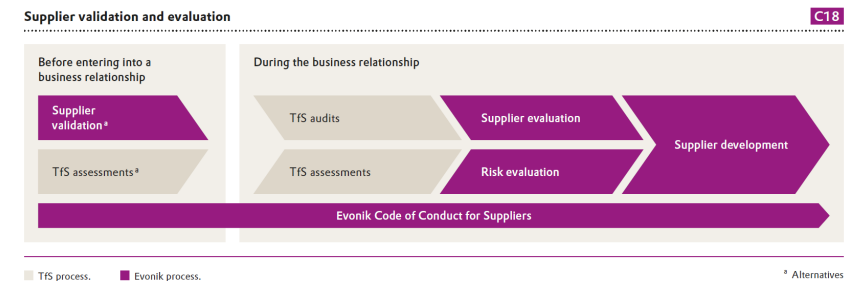 Supplier validation and evaluation
C18
Before entering into a
business relationship
During the business relationship
Supplier
validation a
TfS audits
Supplier evaluation
Supplier development
TfS assessments a
TfS assessments
Risk evaluation
Evonik Code of Conduct for Suppliers
TfS process.
Evonik process.
a Alternatives